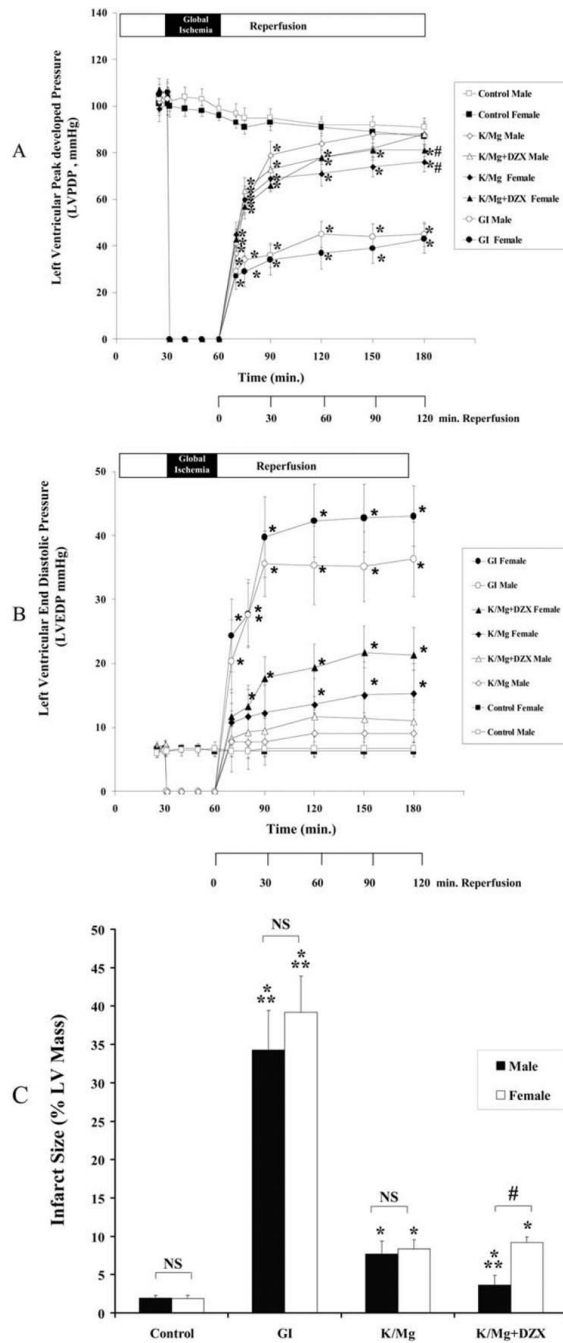 Global
Ischemia
Reperfusion
A
Left Ventricular Peak developed Pressure
(LVPDP , mmHg)
120
100
80
60
40
20
0
0 30 60 90 120 150 180
Time (min.)
0 30 60 90 120 min. Reperfusion
Control Male
Control Female
K/Mg Male
K/Mg+DZX Male
K/Mg Female
K/Mg+DZX Female
GI Male
GI Female
*#
*#
Global
Ischemia
Reperfusion
B
Left Ventricular End Diastolic Pressure
(LVEDP mmHg)
50
40
30
20
10
0
0 30 60 90 120 150 180
Time (min.)
0 30 60 90 120 min. Reperfusion
GI Female
GI Male
K/Mg+DZX Female
K/Mg Female
K/Mg+DZX Male
K/Mg Male
Control Female
Control Male
C
Infarct Size (% LV Mass)
50
45
40
35
30
25
20
15
10
5
0
NS
NS
*
**
*
**
NS
* *
#
*
**
*
Male
Female
Control GI K/Mg K/Mg+DZX